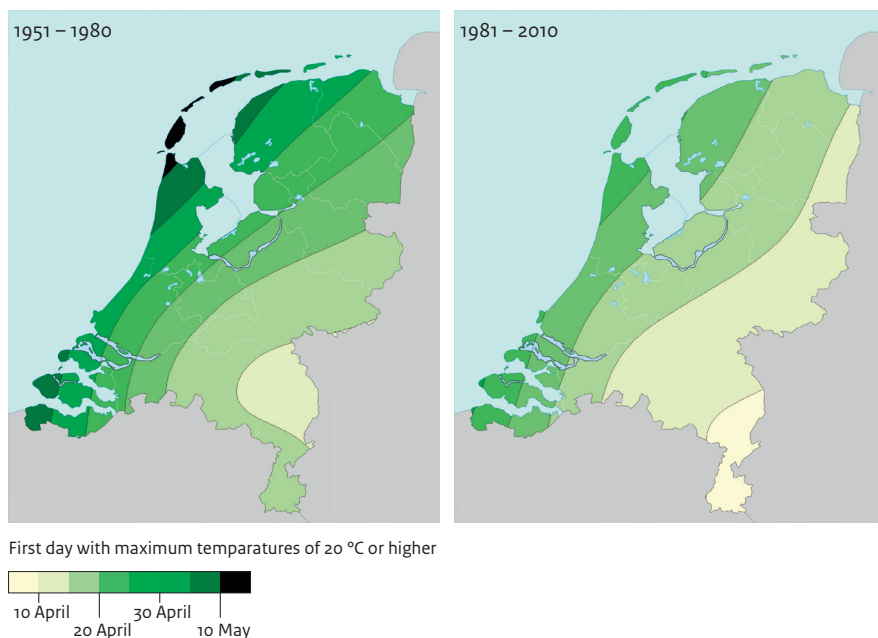 1951 – 1980
1981 – 2010
First day with maximum temparatures of 20 °C or higher
10 April
30 April
20 April
10 May